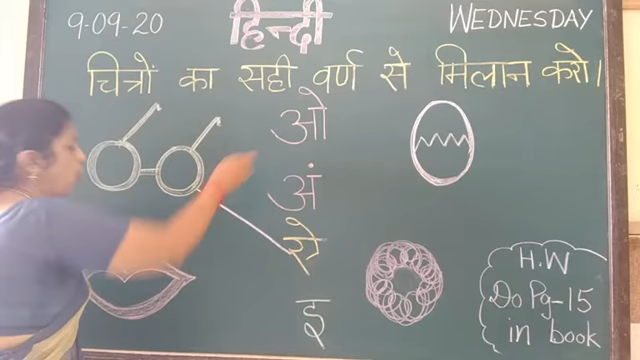 9-09-20
हिन्दी
WEDNESDAY
चित्रों का सही वर्ण से मिलान करो।
ओ
अं
ऐ
इ
H.W
Do Pg-15
in book